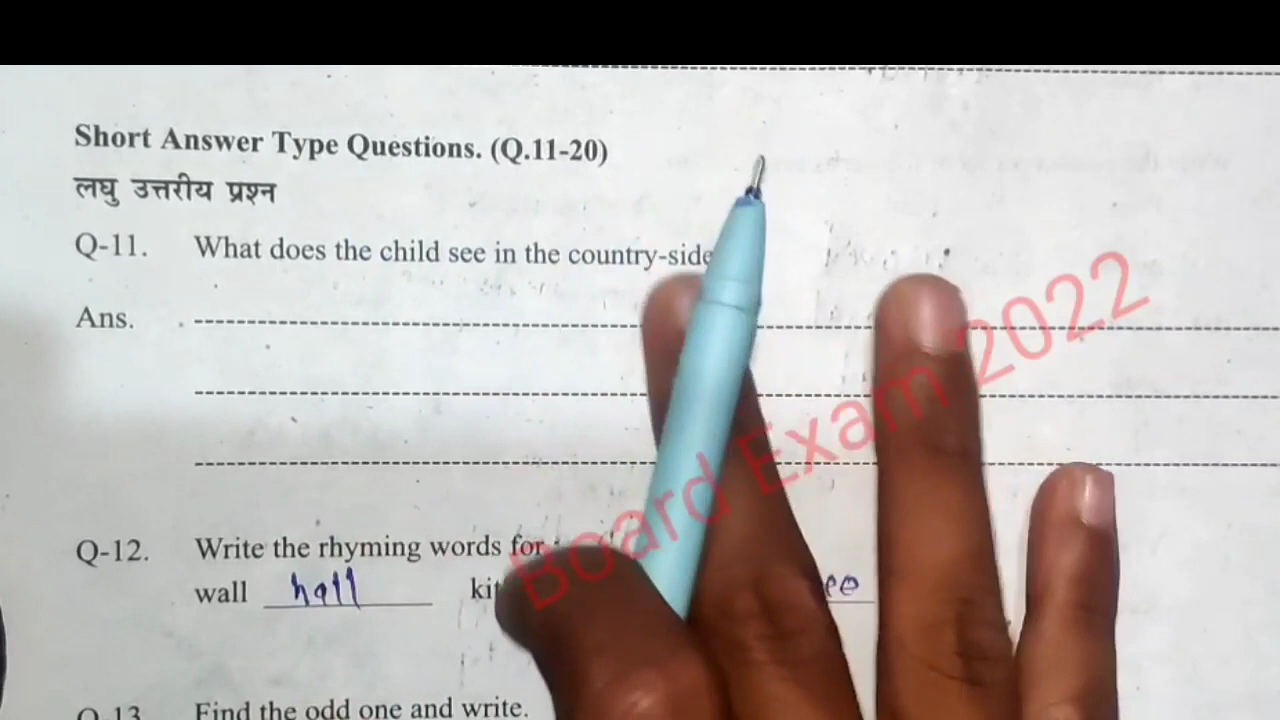 Short Answer Type Questions. (Q.11-20)
लघु उत्तरीय प्रश्न
Q-11. What does the child see in the country-side
Ans.
Q-12. Write the rhyming words for
wall hall
Q-13 Find the odd one and write.
Board Exam 2022